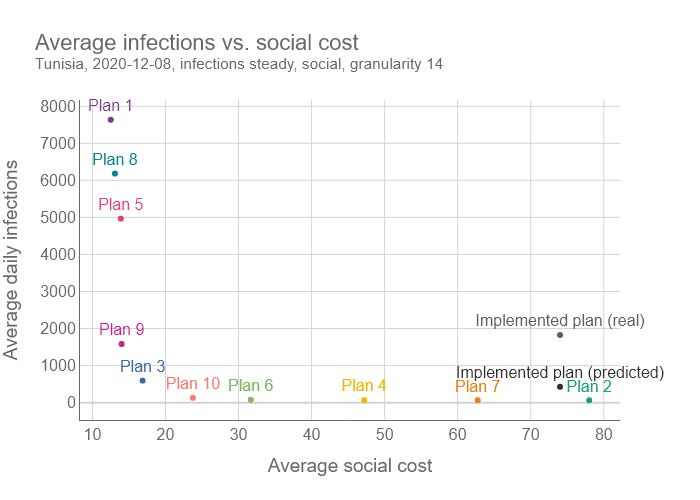 Average infections vs. social cost
Tunisia, 2020-12-08, infections steady, social, granularity 14
Average daily infections
8000
7000
6000
5000
4000
3000
2000
1000
0
Plan 1
Plan 8
Plan 5
Plan 9
Plan 3
Plan 10
Plan 6
Plan 4
Plan 7
Plan 2
Implemented plan (real)
Implemented plan (predicted)
10
20
30
40
50
60
70
80
Average social cost